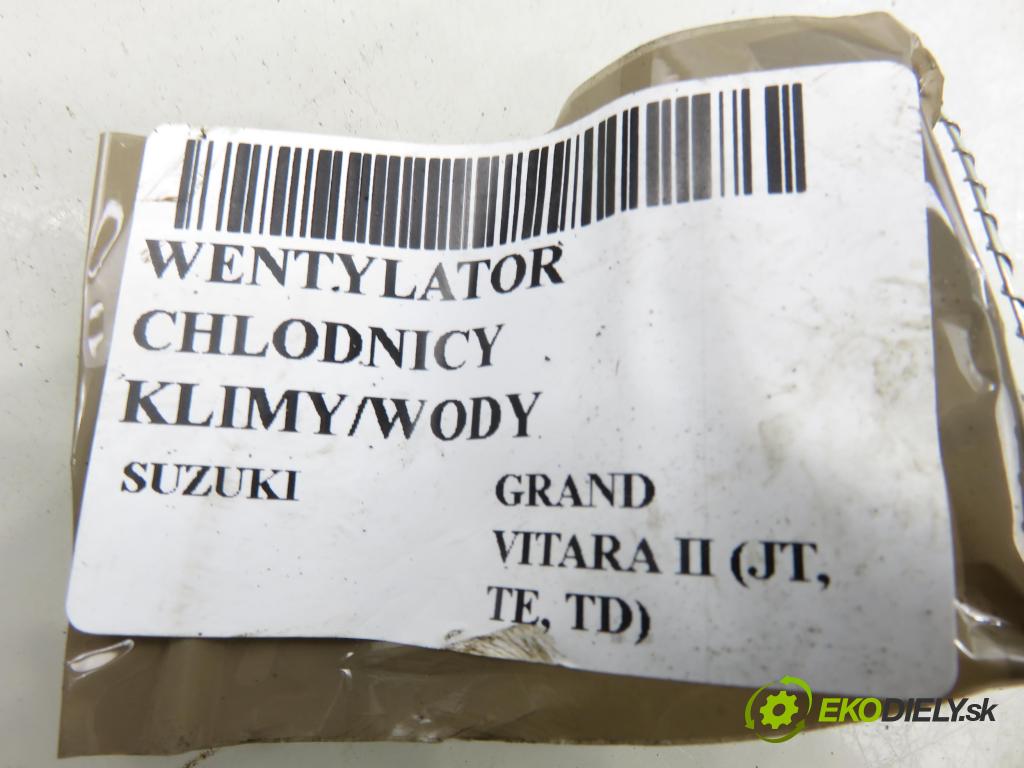 WENTYLATOR
CHLODNICY
KLIMY/WODY
SUZUKI
GRAND
VITARA II (JT,
TE, TD)
EKODIELY.sk